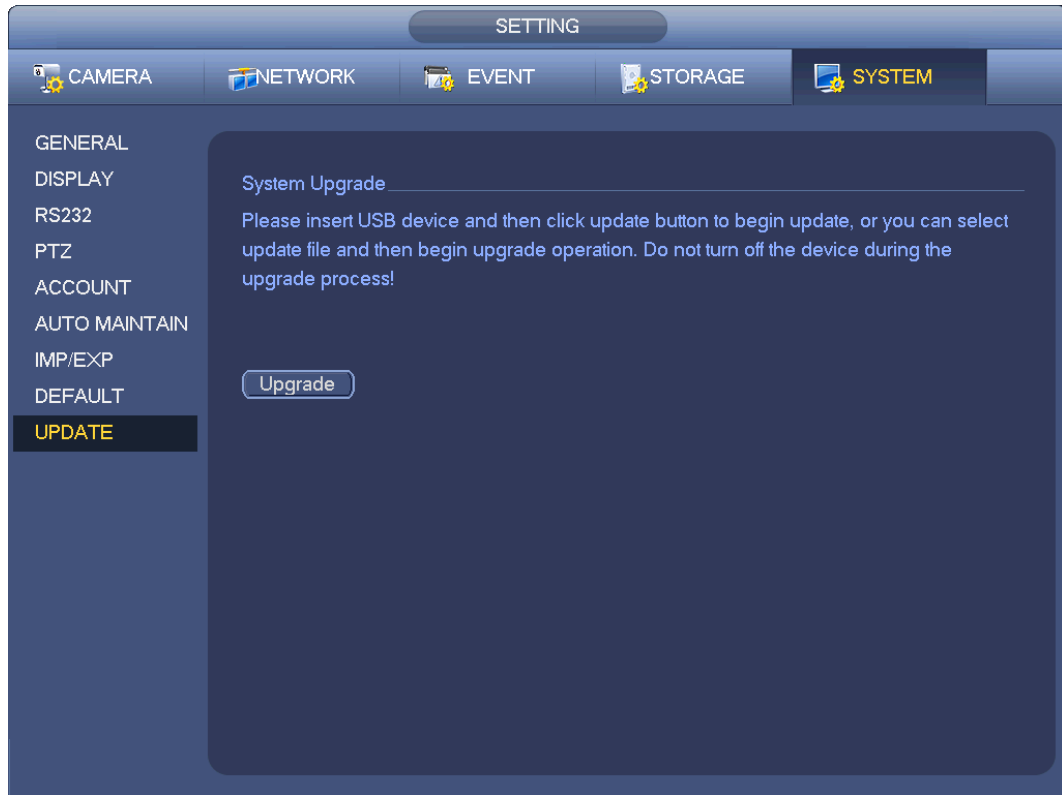 SETTING
CAMERA NETWORK EVENT STORAGE SYSTEM
GENERAL
DISPLAY
RS232
PTZ
ACCOUNT
AUTO MAINTAIN
IMP/EXP
DEFAULT
UPDATE
System Upgrade
Please insert USB device and then click update button to begin update, or you can select
update file and then begin upgrade operation. Do not turn off the device during the
upgrade process!
Upgrade